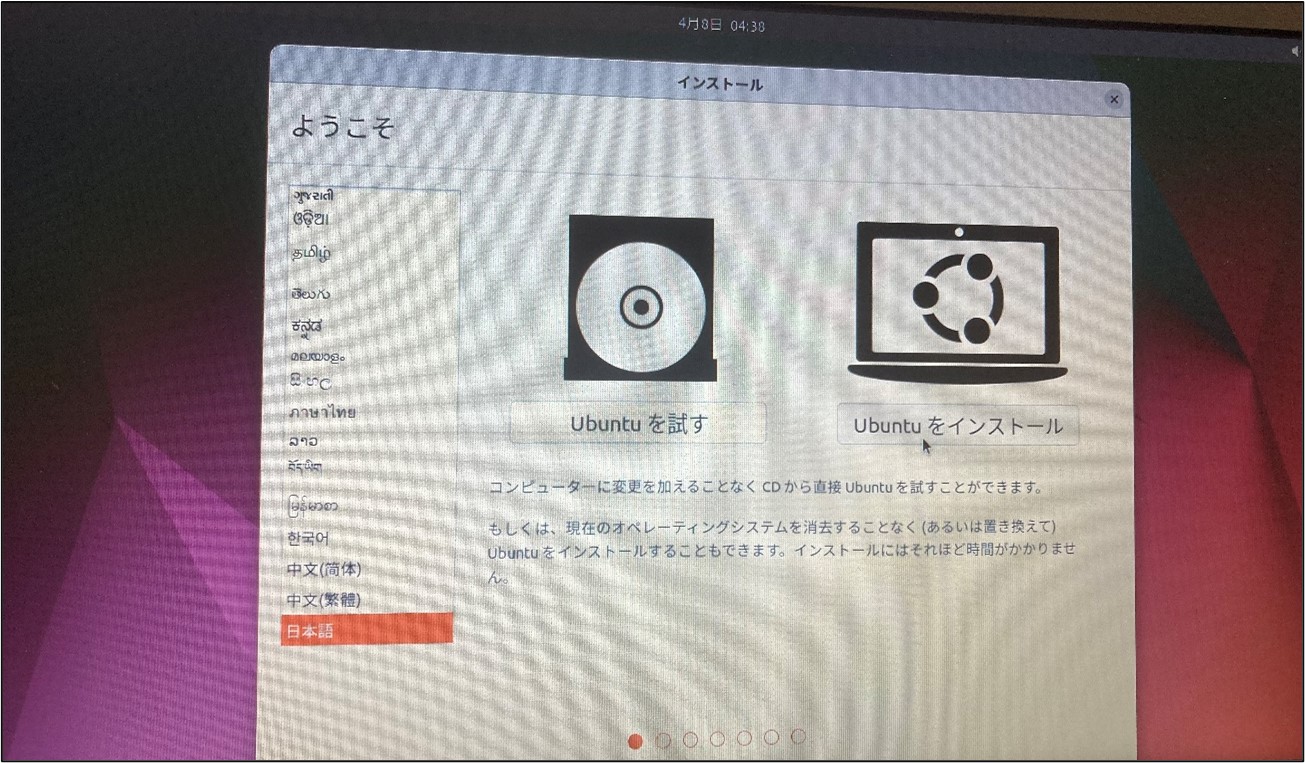 4月8日 04:38
インストール
ようこそ
ગુજરાતી
ଓଡ଼ିଆ
தமிழ்
తెలుగు
ಕನ್ನಡ
മലയാളം
සිංහල
ภาษาไทย
ລາວ
မြန်မာစာ
한국어
中文(简体)
中文(繁體)
日本語
Ubuntu を試す
Ubuntu をインストール
コンピューターに変更を加えることなく CD から直接 Ubuntu を試すことができます。
もしくは、現在のオペレーティングシステムを消去することなく (あるいは置き換えて)
Ubuntu をインストールすることもできます。インストールにはそれほど時間がかかりませ
ん。